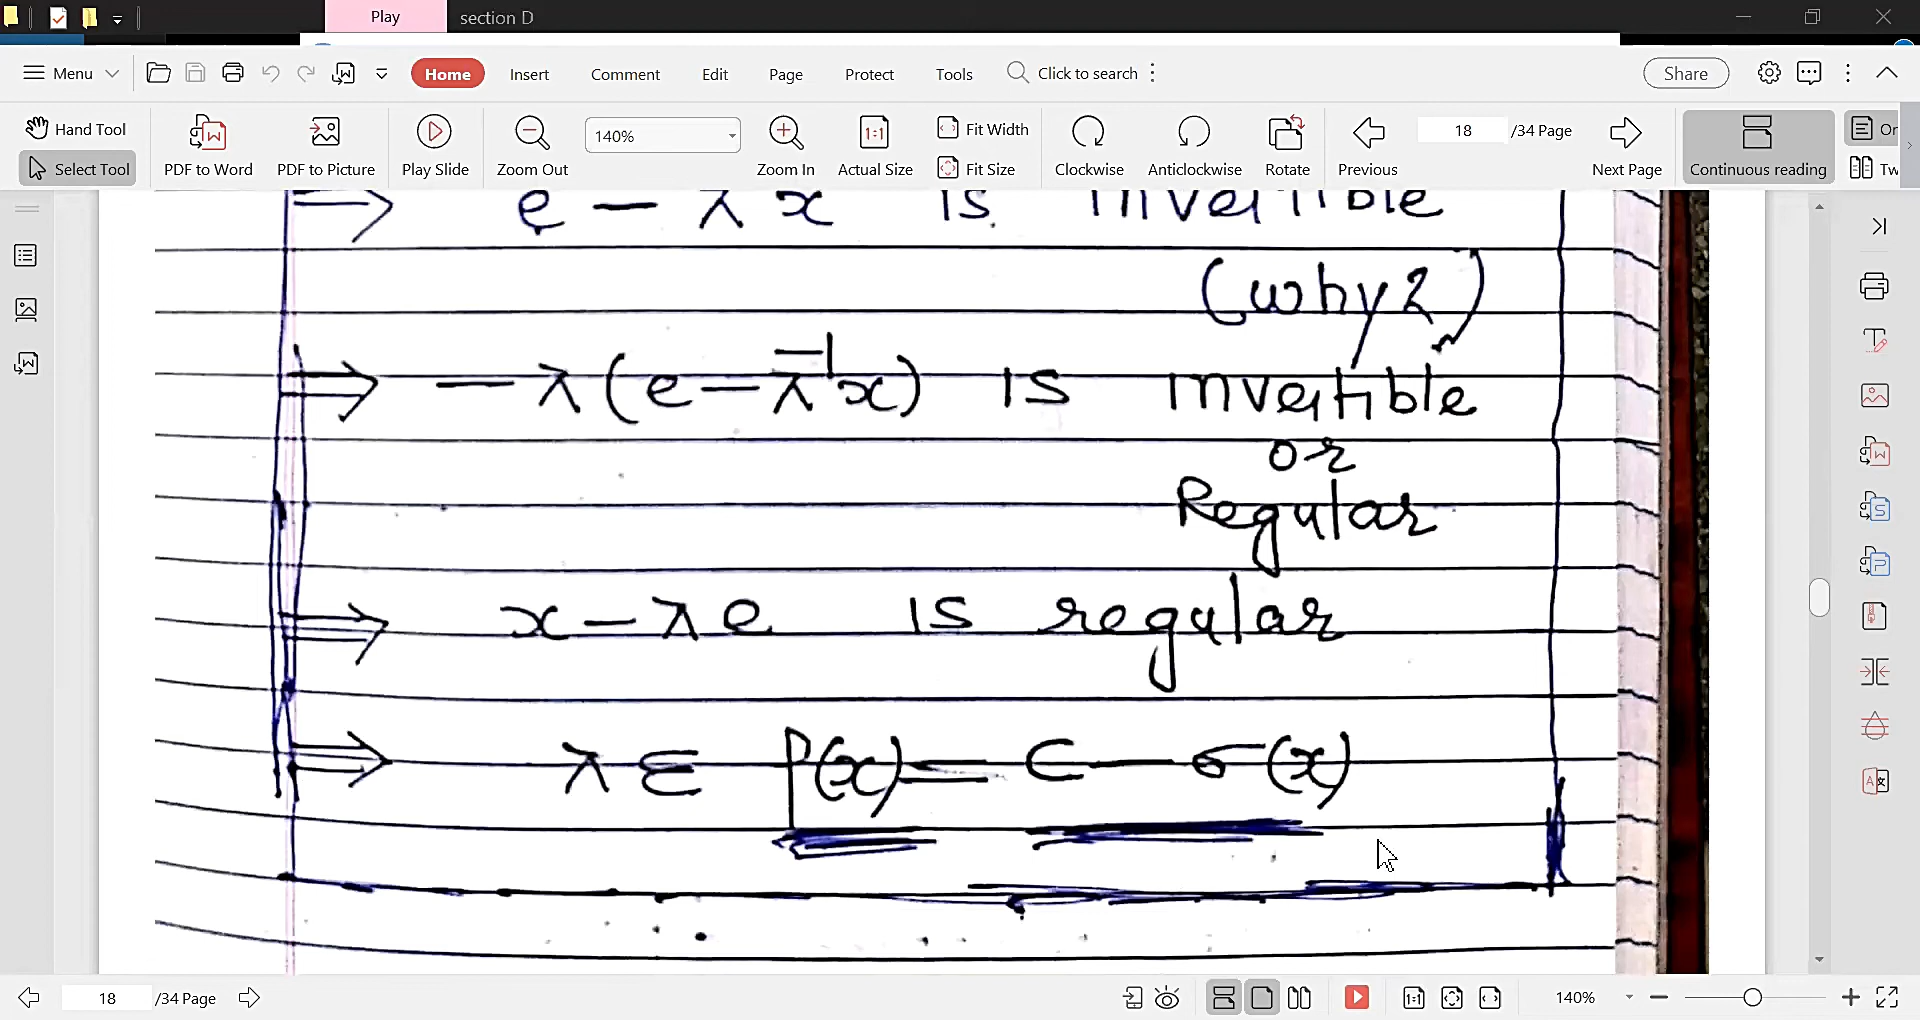 Play section D
Menu Home Insert Comment Edit Page Protect Tools Click to search Share
Hand Tool Select Tool PDF to Word PDF to Picture Play Slide Zoom Out 140% Zoom In Actual Size Fit Width Fit Size Clockwise Anticlockwise Rotate Previous 18 /34 Page Next Page Continuous reading Or Tw
⇒ e − λx is invertible
(why?)
⇒ −λ(e − λ⁻¹x) is invertible
or
Regular
⇒ x − λe is regular
⇒ λ ∈ ρ(x) = C − σ(x)
18 /34 Page 140%